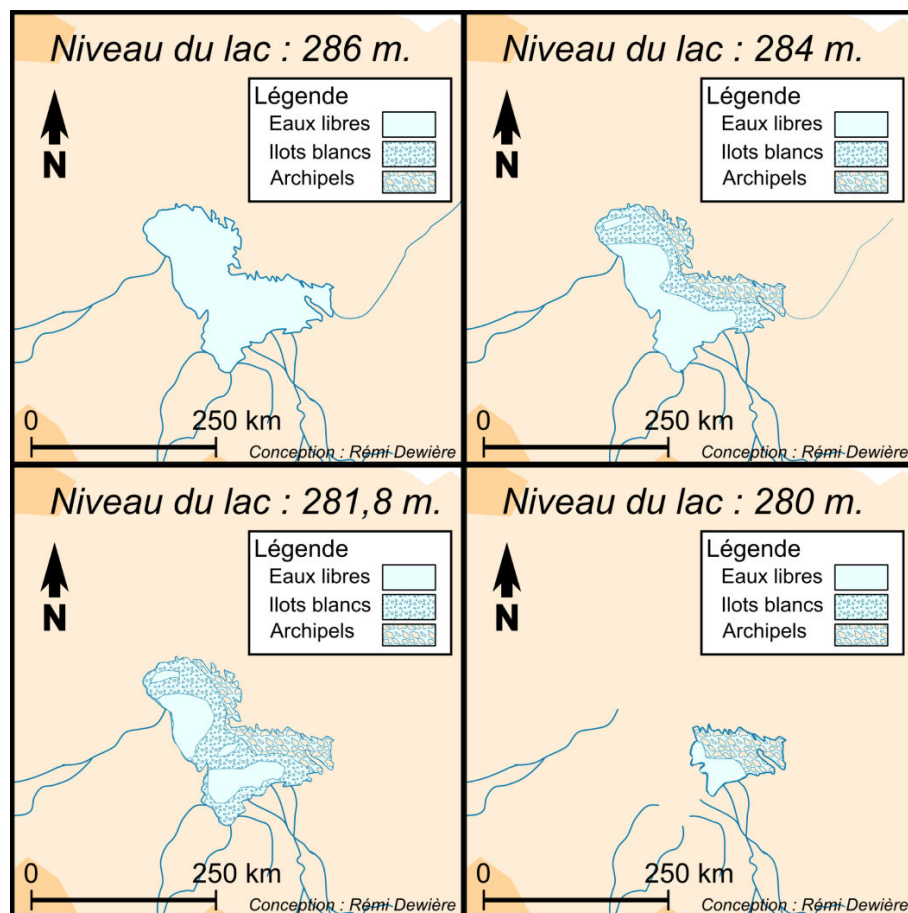 Niveau du lac : 286 m.
Légende
Eaux libres
Ilots blancs
Archipels
N
0
250 km
Conception : Rémi Dewière
Niveau du lac : 284 m.
Légende
Eaux libres
Ilots blancs
Archipels
N
0
250 km
Conception : Rémi Dewière
Niveau du lac : 281,8 m.
Légende
Eaux libres
Ilots blancs
Archipels
N
0
250 km
Conception : Rémi Dewière
Niveau du lac : 280 m.
Légende
Eaux libres
Ilots blancs
Archipels
N
0
250 km
Conception : Rémi Dewière